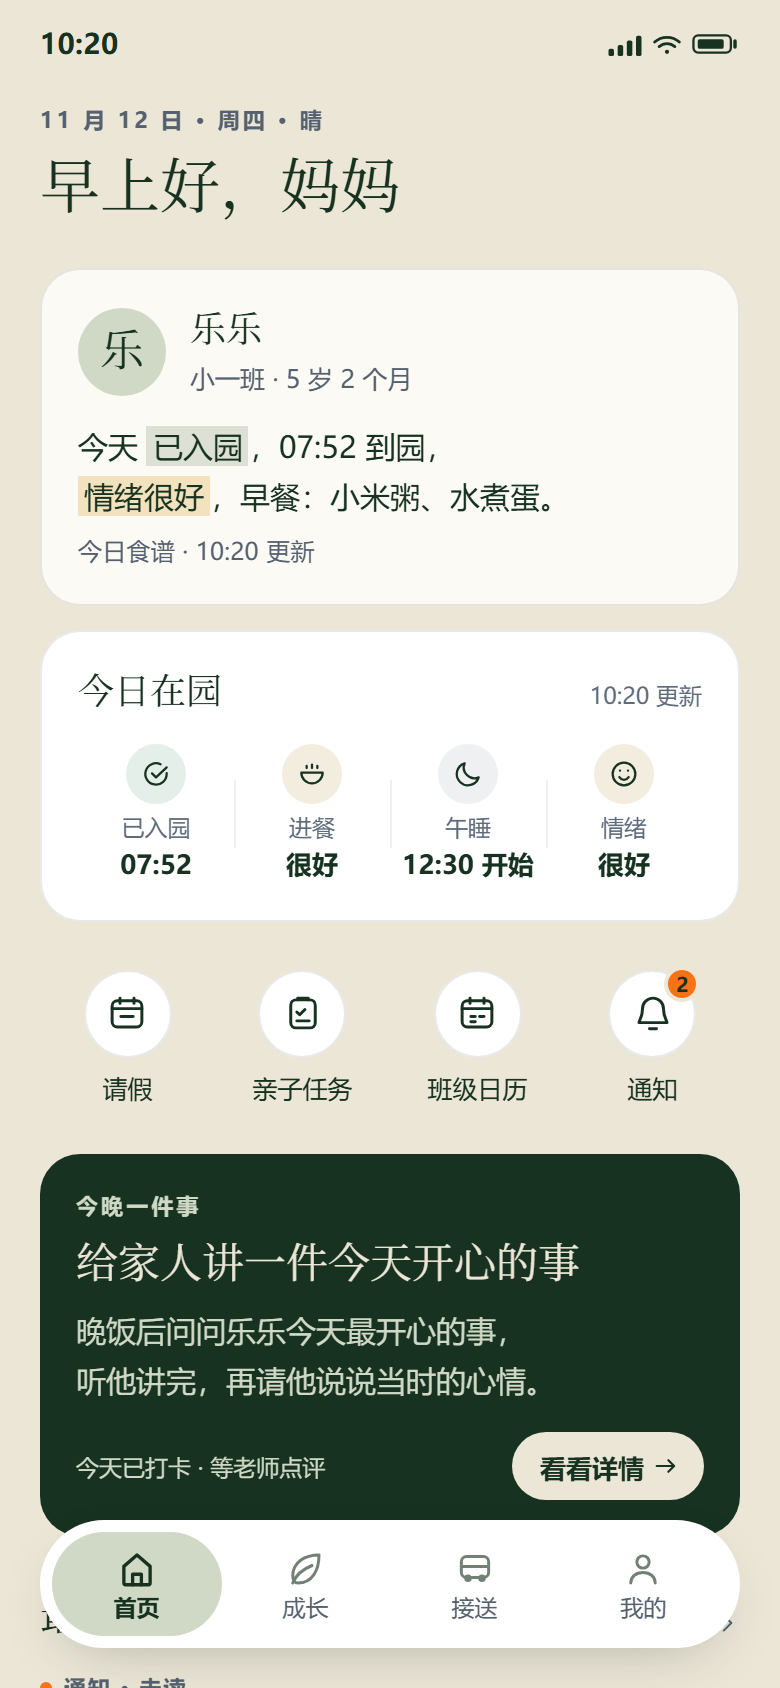 10:20
11 月 12 日 • 周四 • 晴
早上好，妈妈
乐
乐乐
小一班 · 5 岁 2 个月
今天 已入园，07:52 到园，
情绪很好，早餐：小米粥、水煮蛋。
今日食谱 · 10:20 更新
今日在园
10:20 更新
已入园
07:52
进餐
很好
午睡
12:30 开始
情绪
很好
2
请假
亲子任务
班级日历
通知
今晚一件事
给家人讲一件今天开心的事
晚饭后问问乐乐今天最开心的事，
听他讲完，再请他说说当时的心情。
今天已打卡 · 等老师点评
看看详情 →
首页
成长
接送
我的
通知 • 未读